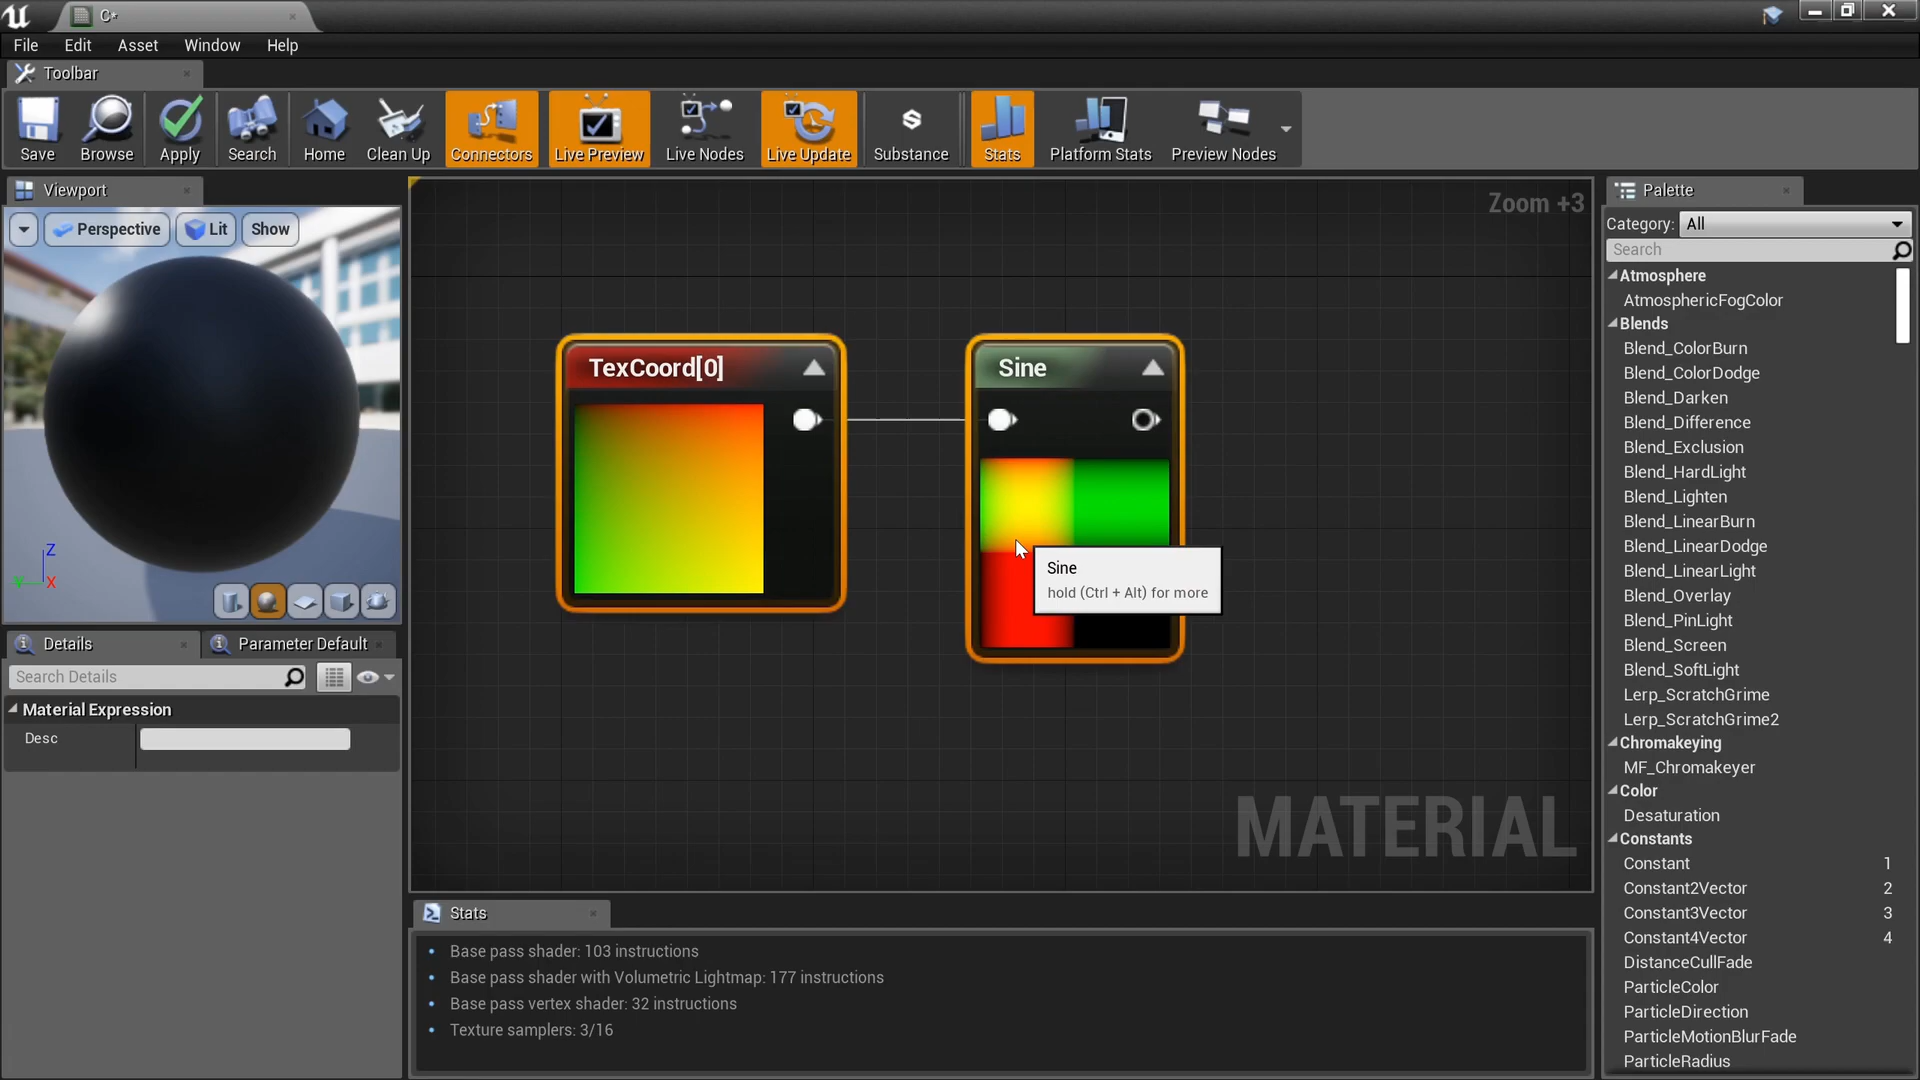 C*
File Edit Asset Window Help
Toolbar
Save Browse Apply Search Home Clean Up Connectors Live Preview Live Nodes Live Update Substance Stats Platform Stats Preview Nodes
Viewport
Perspective Lit Show
Z
Y X
Details Parameter Default
Search Details
Material Expression
Desc
Zoom +3
TexCoord[0]
Sine
Sine
hold (Ctrl + Alt) for more
MATERIAL
Stats
Base pass shader: 103 instructions
Base pass shader with Volumetric Lightmap: 177 instructions
Base pass vertex shader: 32 instructions
Texture samplers: 3/16
Palette
Category: All
Search
Atmosphere
AtmosphericFogColor
Blends
Blend_ColorBurn
Blend_ColorDodge
Blend_Darken
Blend_Difference
Blend_Exclusion
Blend_HardLight
Blend_Lighten
Blend_LinearBurn
Blend_LinearDodge
Blend_LinearLight
Blend_Overlay
Blend_PinLight
Blend_Screen
Blend_SoftLight
Lerp_ScratchGrime
Lerp_ScratchGrime2
Chromakeying
MF_Chromakeyer
Color
Desaturation
Constants
Constant 1
Constant2Vector 2
Constant3Vector 3
Constant4Vector 4
DistanceCullFade
ParticleColor
ParticleDirection
ParticleMotionBlurFade
ParticleRadius